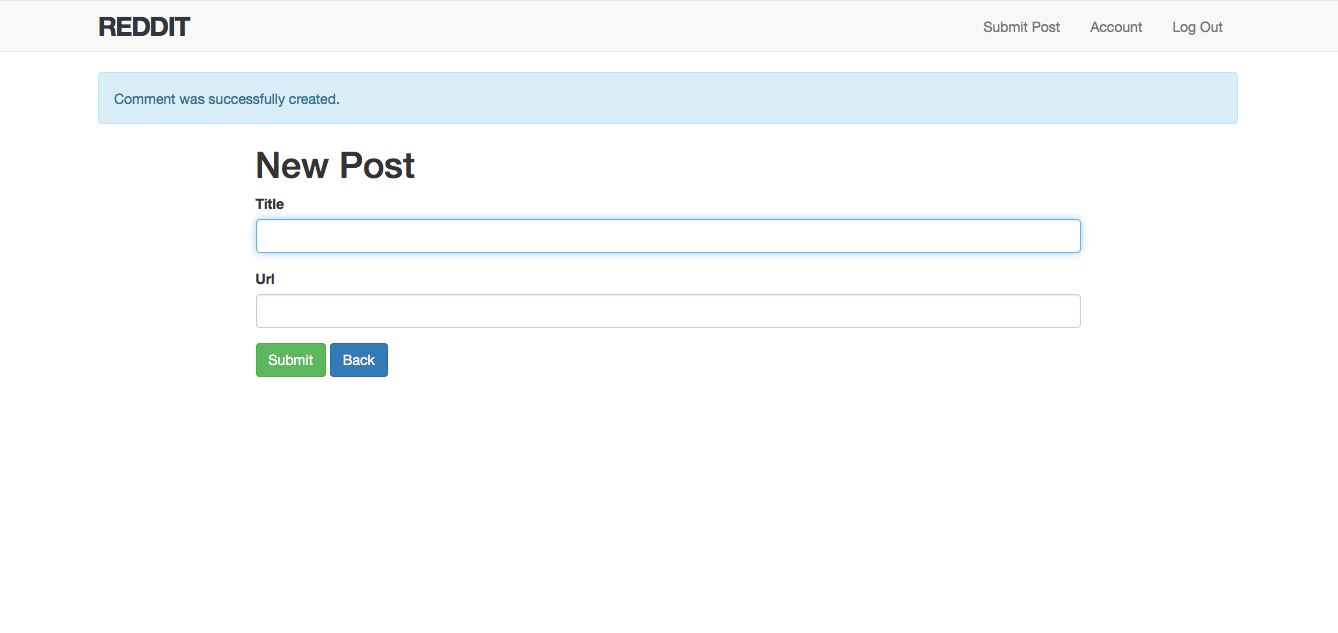 REDDIT Submit Post Account Log Out
Comment was successfully created.
New Post
Title
Url
Submit Back